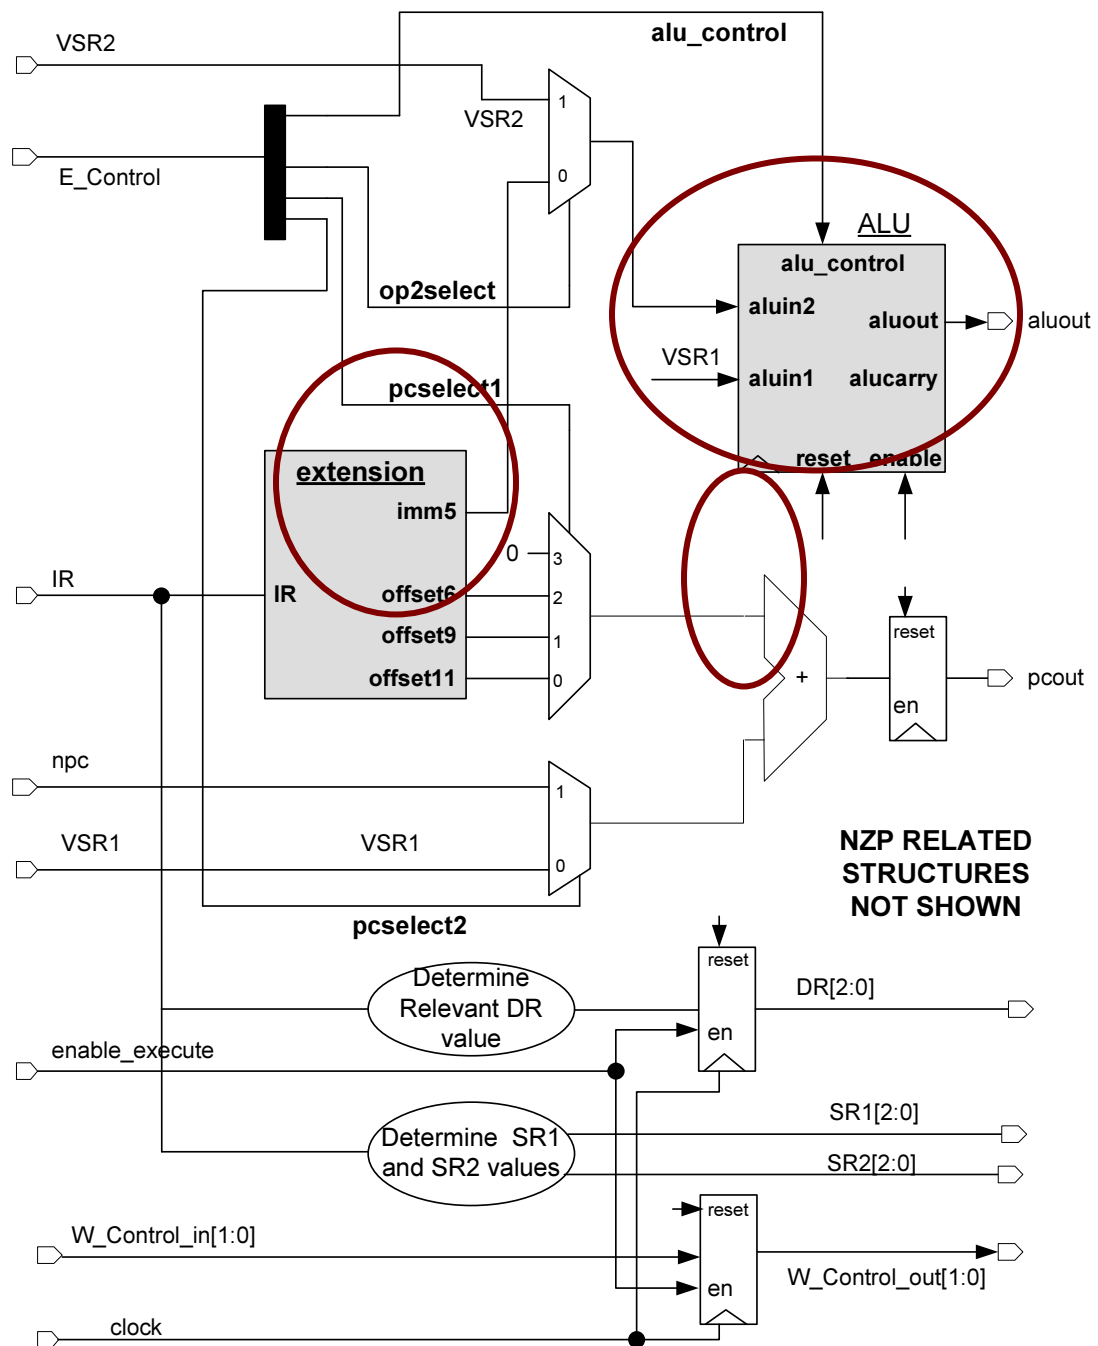 VSR2
alu_control
VSR2
1
0
E_Control
ALU
alu_control
op2select
aluin2
aluout
aluout
VSR1
aluin1
alucarry
pcselect1
reset
enable
extension
imm5
0
3
IR
IR
offset6
2
offset9
1
offset11
0
reset
+
pcout
en
npc
1
VSR1
VSR1
0
NZP RELATED
STRUCTURES
NOT SHOWN
pcselect2
Determine
Relevant DR
value
reset
DR[2:0]
en
enable_execute
SR1[2:0]
Determine SR1
and SR2 values
SR2[2:0]
reset
W_Control_in[1:0]
W_Control_out[1:0]
en
clock